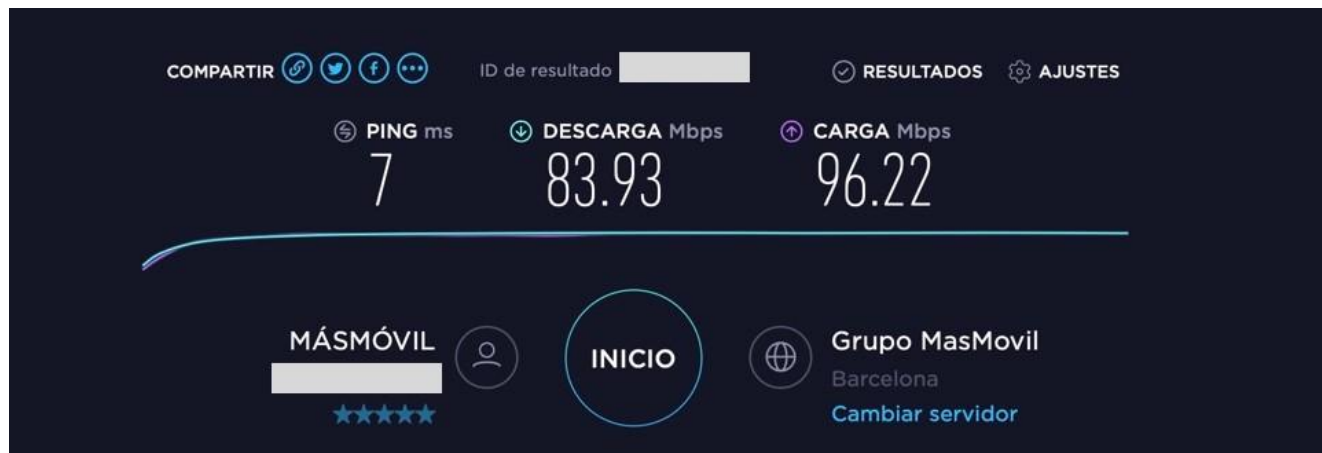 COMPARTIR ID de resultado RESULTADOS AJUSTES
PING ms DESCARGA Mbps CARGA Mbps
7 83.93 96.22
MÁSMÓVIL
INICIO
Grupo MasMovil
Barcelona
Cambiar servidor